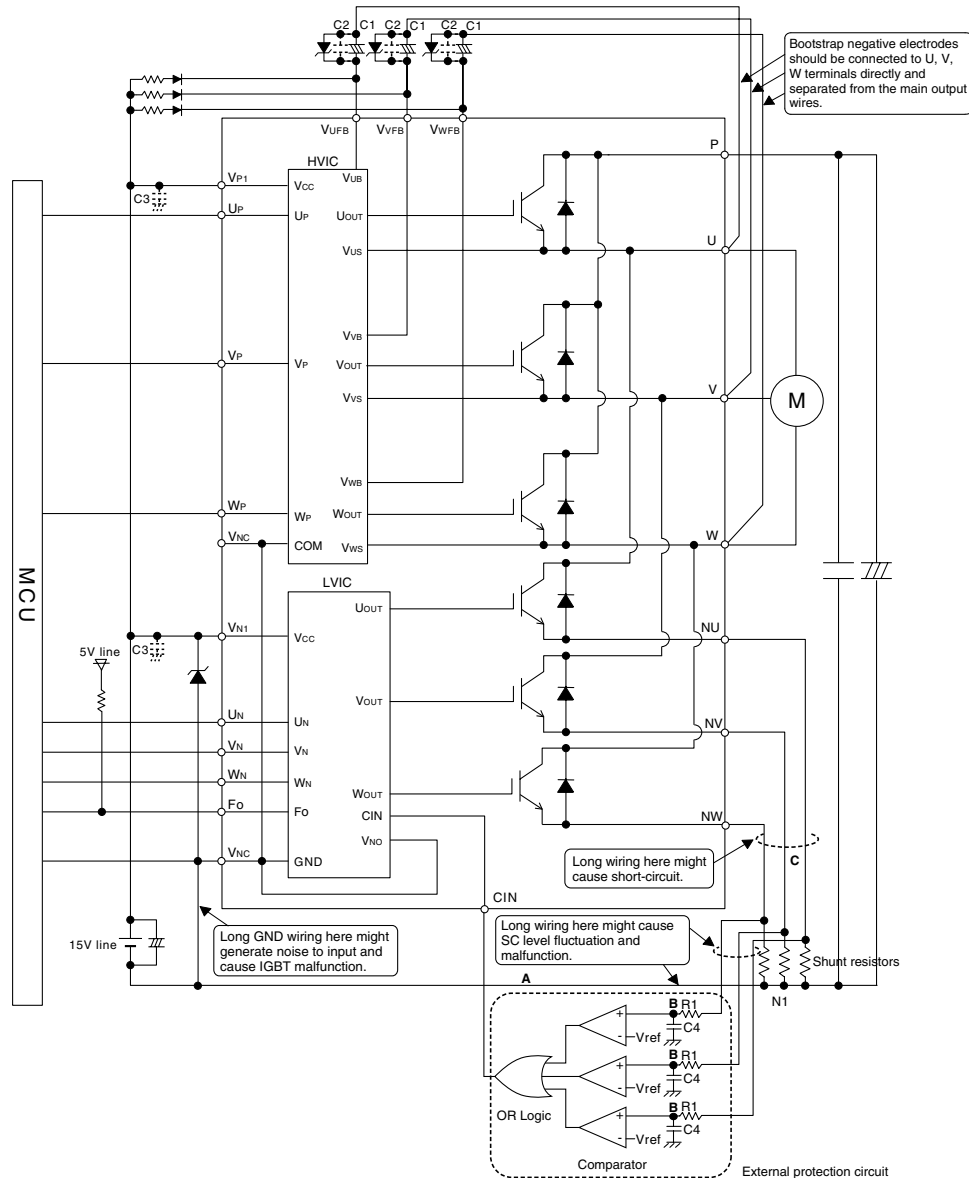 C2 C1 C2 C1 C2 C1
Bootstrap negative electrodes
should be connected to U, V,
W terminals directly and
separated from the main output
wires.
VUFB VVFB VWFB
P
HVIC
VP1
VCC
VUB
C3
UP
UP
UOUT
U
VUS
VVB
VP
VP
VOUT
V
VVS
M
VWB
WP
WP
WOUT
W
VNC
COM
VWS
MCU
LVIC
UOUT
VN1
VCC
NU
5V line
C3
VOUT
UN
UN
NV
VN
VN
WN
WN
WOUT
FO
FO
CIN
NW
VNO
VNC
GND
Long wiring here might
cause short-circuit.
C
CIN
15V line
Long GND wiring here might
generate noise to input and
cause IGBT malfunction.
Long wiring here might cause
SC level fluctuation and
malfunction.
Shunt resistors
A
N1
B R1
+
C4
-
Vref
B R1
+
C4
-
Vref
B R1
OR Logic
+
C4
-
Vref
Comparator
External protection circuit